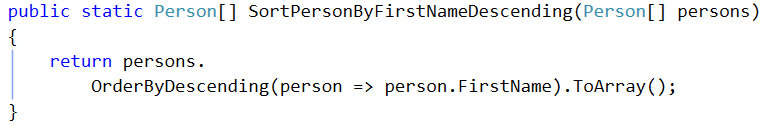 public static Person[] SortPersonByFirstNameDescending(Person[] persons)
{
return persons.
OrderByDescending(person => person.FirstName).ToArray();
}